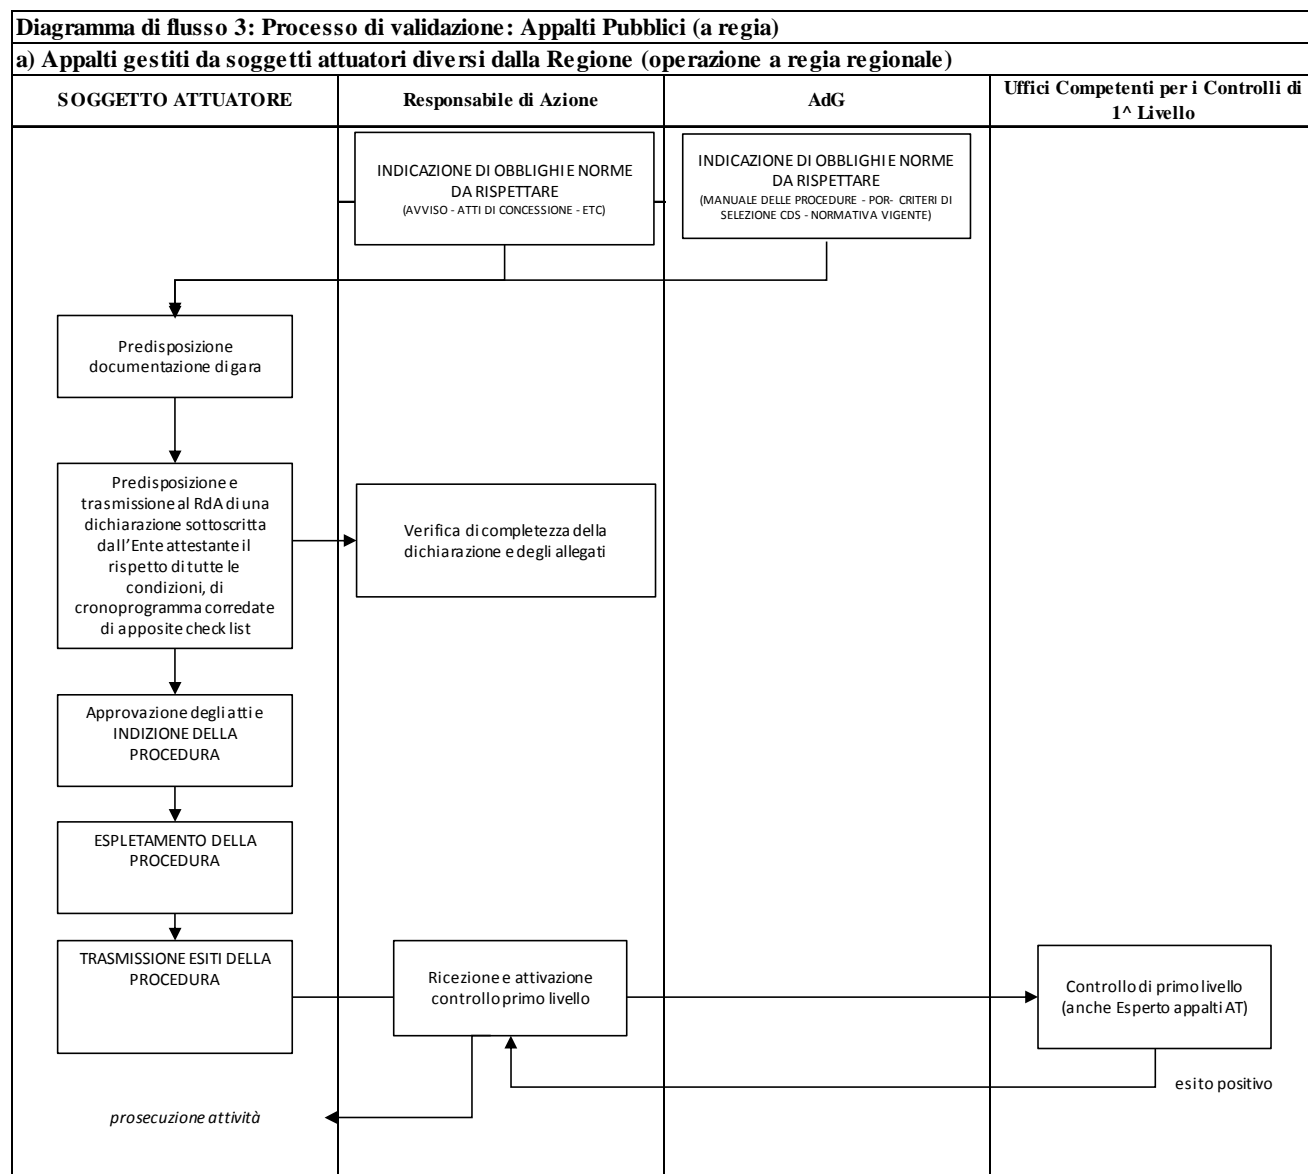 Diagramma di flusso 3: Processo di validazione: Appalti Pubblici (a regia)
a) Appalti gestiti da soggetti attuatori diversi dalla Regione (operazione a regia regionale)
SOGGETTO ATTUATORE
Responsabile di Azione
AdG
Uffici Competenti per i Controlli di
1^ Livello
INDICAZIONE DI OBBLIGHI E NORME
DA RISPETTARE
(AVVISO - ATTI DI CONCESSIONE - ETC)
INDICAZIONE DI OBBLIGHI E NORME
DA RISPETTARE
(MANUALE DELLE PROCEDURE - POR- CRITERI DI
SELEZIONE CDS - NORMATIVA VIGENTE)
Predisposizione
documentazione di gara
Predisposizione e
trasmissione al RdA di una
dichiarazione sottoscritta
dall'Ente attestante il
rispetto di tutte le
condizioni, di
cronoprogramma corredate
di apposite check list
Verifica di completezza della
dichiarazione e degli allegati
Approvazione degli atti e
INDIZIONE DELLA
PROCEDURA
ESPLETAMENTO DELLA
PROCEDURA
TRASMISSIONE ESITI DELLA
PROCEDURA
Ricezione e attivazione
controllo primo livello
Controllo di primo livello
(anche Esperto appalti AT)
esito positivo
prosecuzione attività